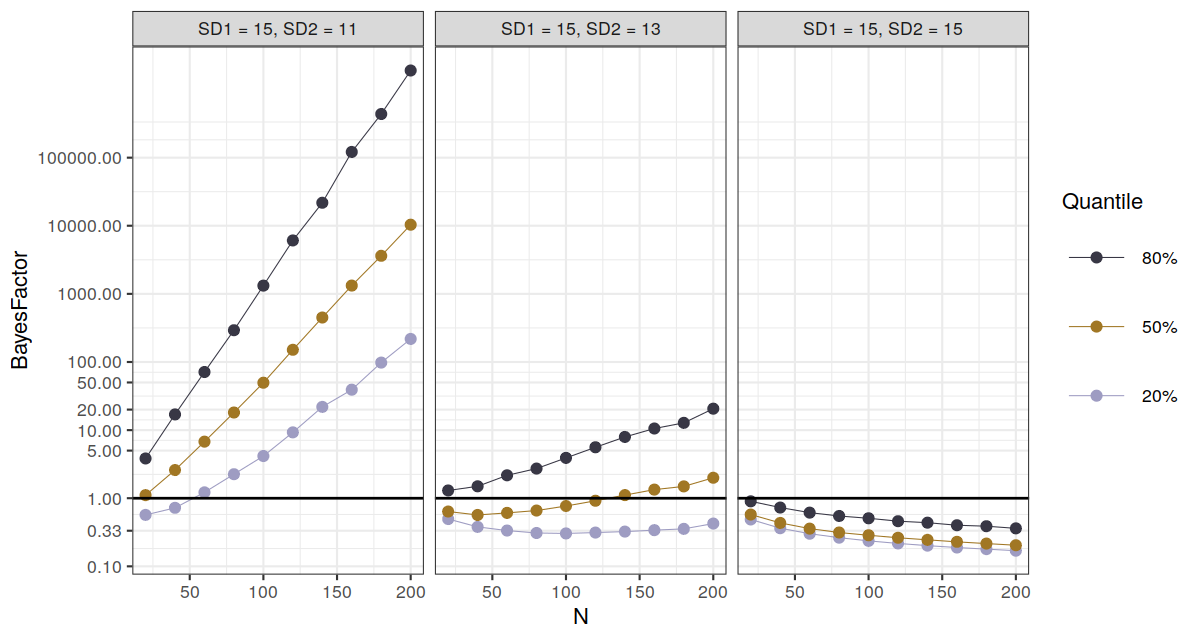 SD1 = 15, SD2 = 11
SD1 = 15, SD2 = 13
SD1 = 15, SD2 = 15
BayesFactor
100000.00
10000.00
1000.00
100.00
50.00
20.00
10.00
5.00
1.00
0.33
0.10
50 100 150 200
50 100 150 200
50 100 150 200
N
Quantile
80%
50%
20%